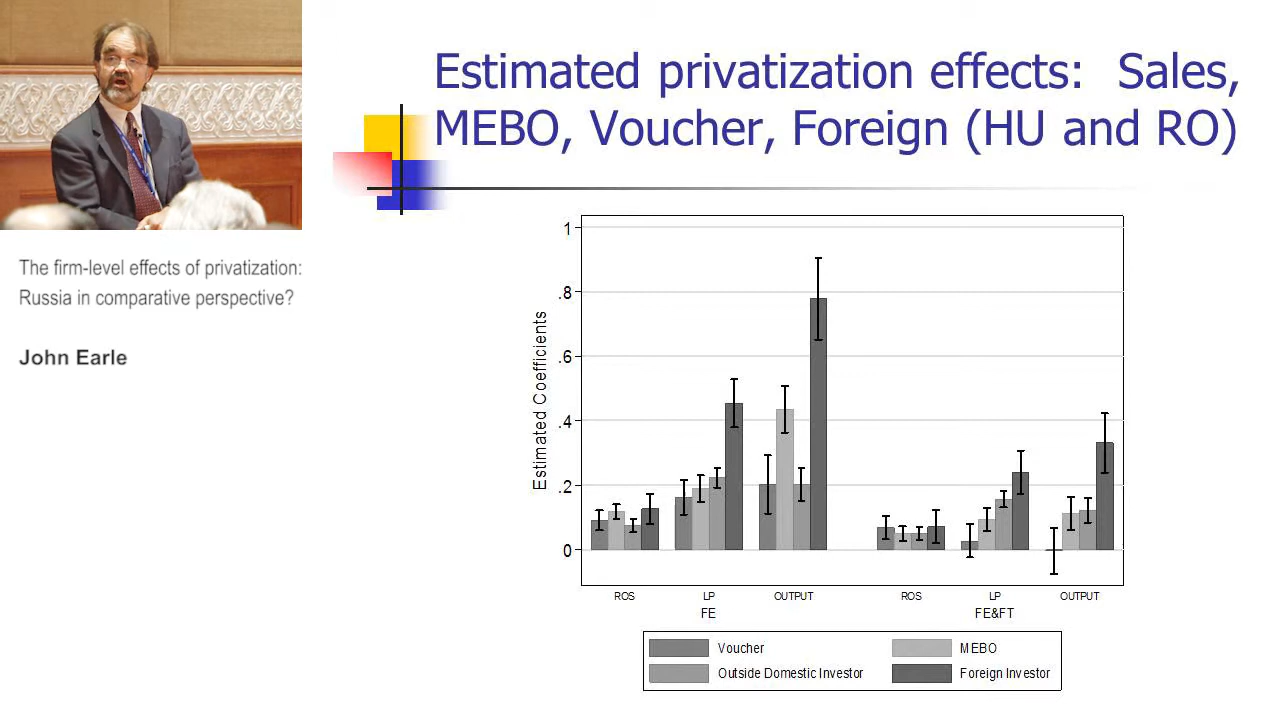 Estimated privatization effects: Sales,
MEBO, Voucher, Foreign (HU and RO)
The firm-level effects of privatization:
Russia in comparative perspective?
John Earle
Estimated Coefficients
1
.8
.6
.4
.2
0
ROS LP OUTPUT ROS LP OUTPUT
FE FE&FT
Voucher MEBO
Outside Domestic Investor Foreign Investor